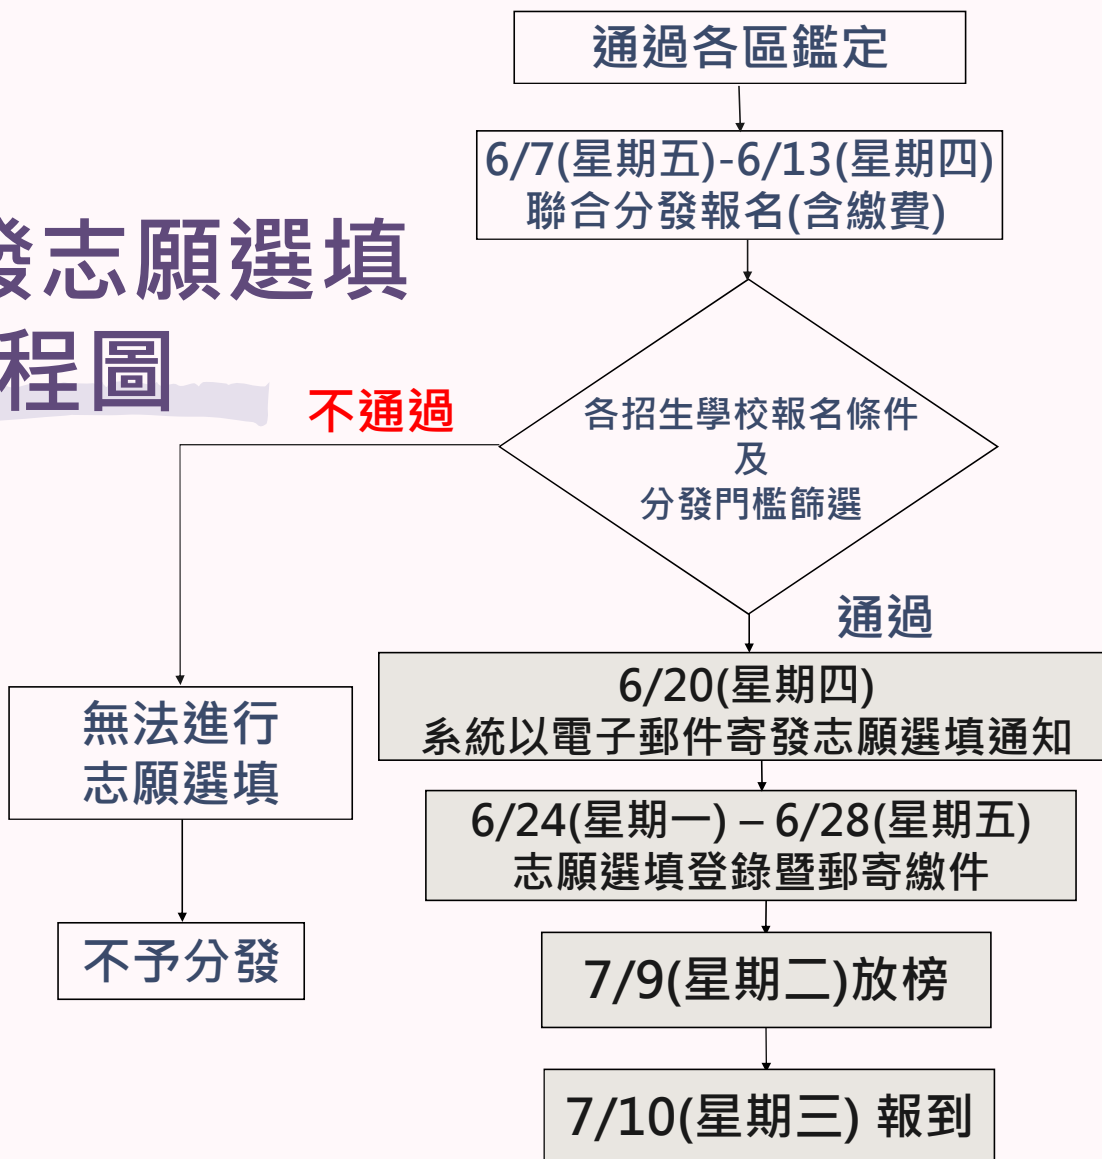 通過各區鑑定
6/7(星期五)-6/13(星期四)
聯合分發報名(含繳費)
發志願選填
程圖
不通過
各招生學校報名條件
及
分發門檻篩選
通過
6/20(星期四)
系統以電子郵件寄發志願選填通知
無法進行
志願選填
6/24(星期一) – 6/28(星期五)
志願選填登錄暨郵寄繳件
不予分發
7/9(星期二)放榜
7/10(星期三) 報到